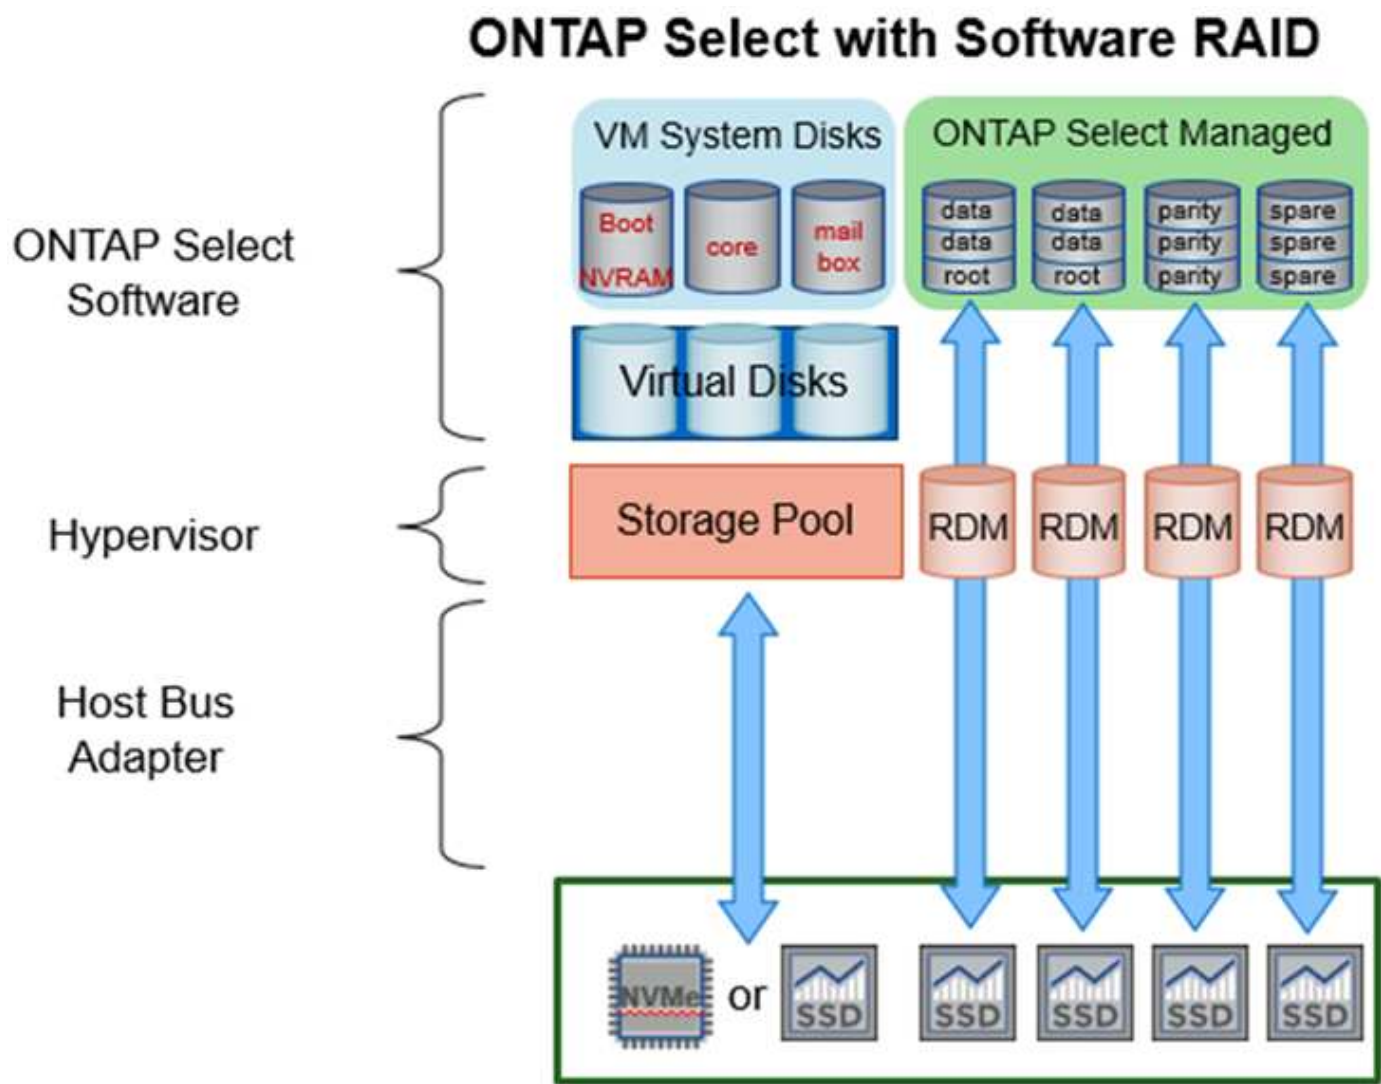 ONTAP Select with Software RAID
VM System Disks
ONTAP Select Managed
Boot
NVRAM
core
mail
box
data
data
root
data
data
root
parity
parity
parity
spare
spare
spare
ONTAP Select
Software
Virtual Disks
Hypervisor
Storage Pool
RDM
RDM
RDM
RDM
Host Bus
Adapter
NVMe
or
SSD
SSD
SSD
SSD
SSD